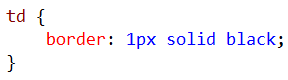 td {
    border: 1px solid black;
}